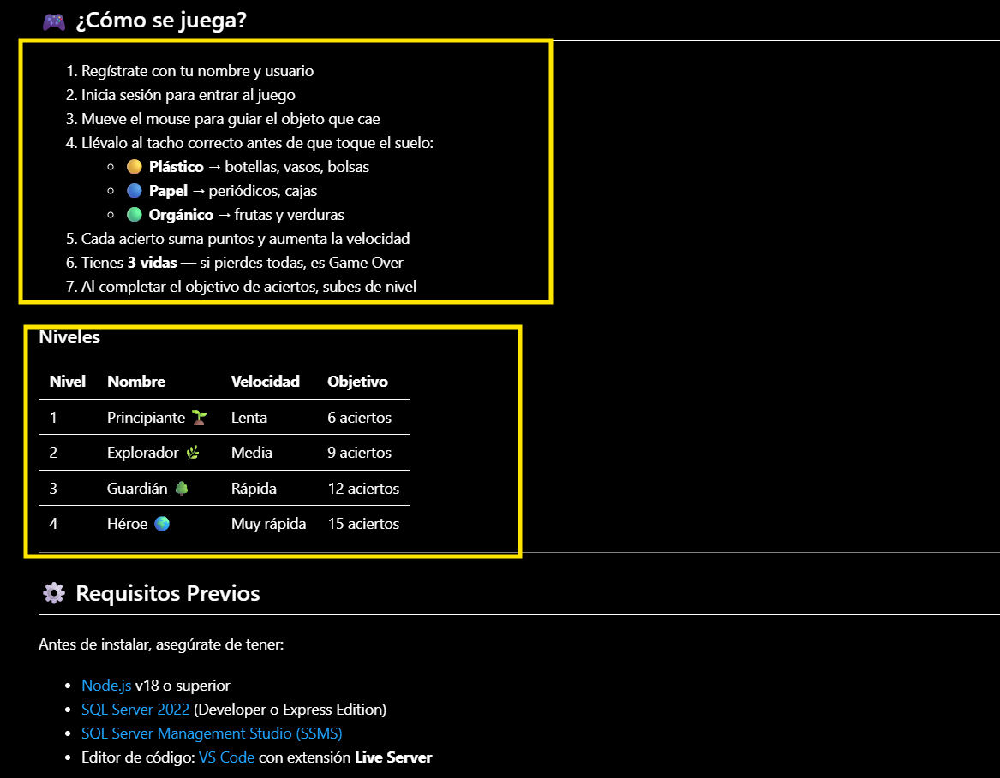 🎮 ¿Cómo se juega?
1. Regístrate con tu nombre y usuario
2. Inicia sesión para entrar al juego
3. Mueve el mouse para guiar el objeto que cae
4. Llévalo al tacho correcto antes de que toque el suelo:
○ 🟡 Plástico → botellas, vasos, bolsas
○ 🔵 Papel → periódicos, cajas
○ 🟢 Orgánico → frutas y verduras
5. Cada acierto suma puntos y aumenta la velocidad
6. Tienes 3 vidas — si pierdes todas, es Game Over
7. Al completar el objetivo de aciertos, subes de nivel
Niveles
Nivel Nombre Velocidad Objetivo
1 Principiante 🌱 Lenta 6 aciertos
2 Explorador 🌿 Media 9 aciertos
3 Guardián 🌳 Rápida 12 aciertos
4 Héroe 🌍 Muy rápida 15 aciertos
⚙️ Requisitos Previos
Antes de instalar, asegúrate de tener:
• Node.js v18 o superior
• SQL Server 2022 (Developer o Express Edition)
• SQL Server Management Studio (SSMS)
• Editor de código: VS Code con extensión Live Server